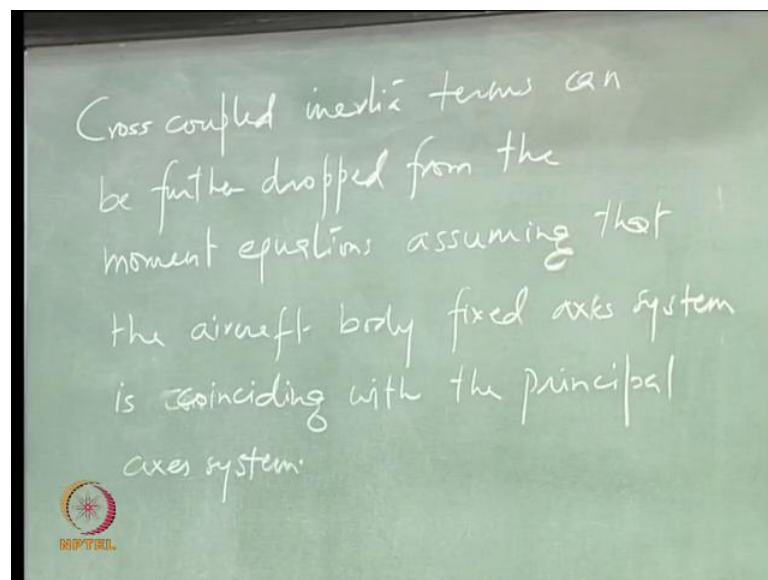 Cross coupled inertia terms can
be further dropped from the
moment equations assuming that
the aircraft body fixed axes system
is coinciding with the principal
axes system.
NPTEL